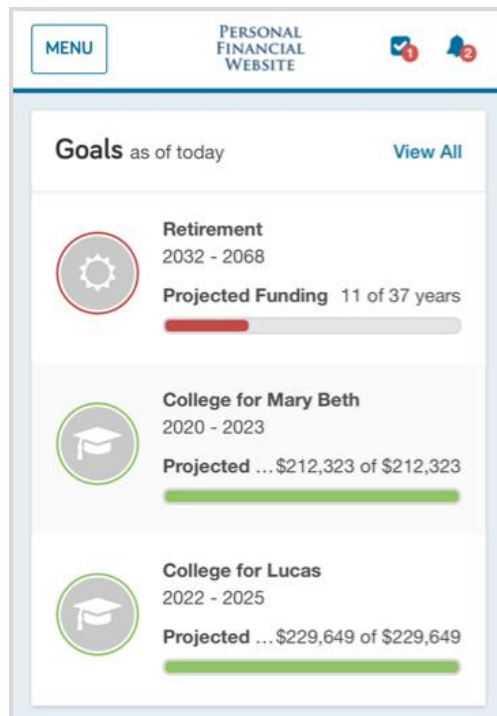 MENU
PERSONAL
FINANCIAL
WEBSITE
1
2
Goals as of today
View All
Retirement
2032 - 2068
Projected Funding 11 of 37 years
College for Mary Beth
2020 - 2023
Projected ...$212,323 of $212,323
College for Lucas
2022 - 2025
Projected ...$229,649 of $229,649